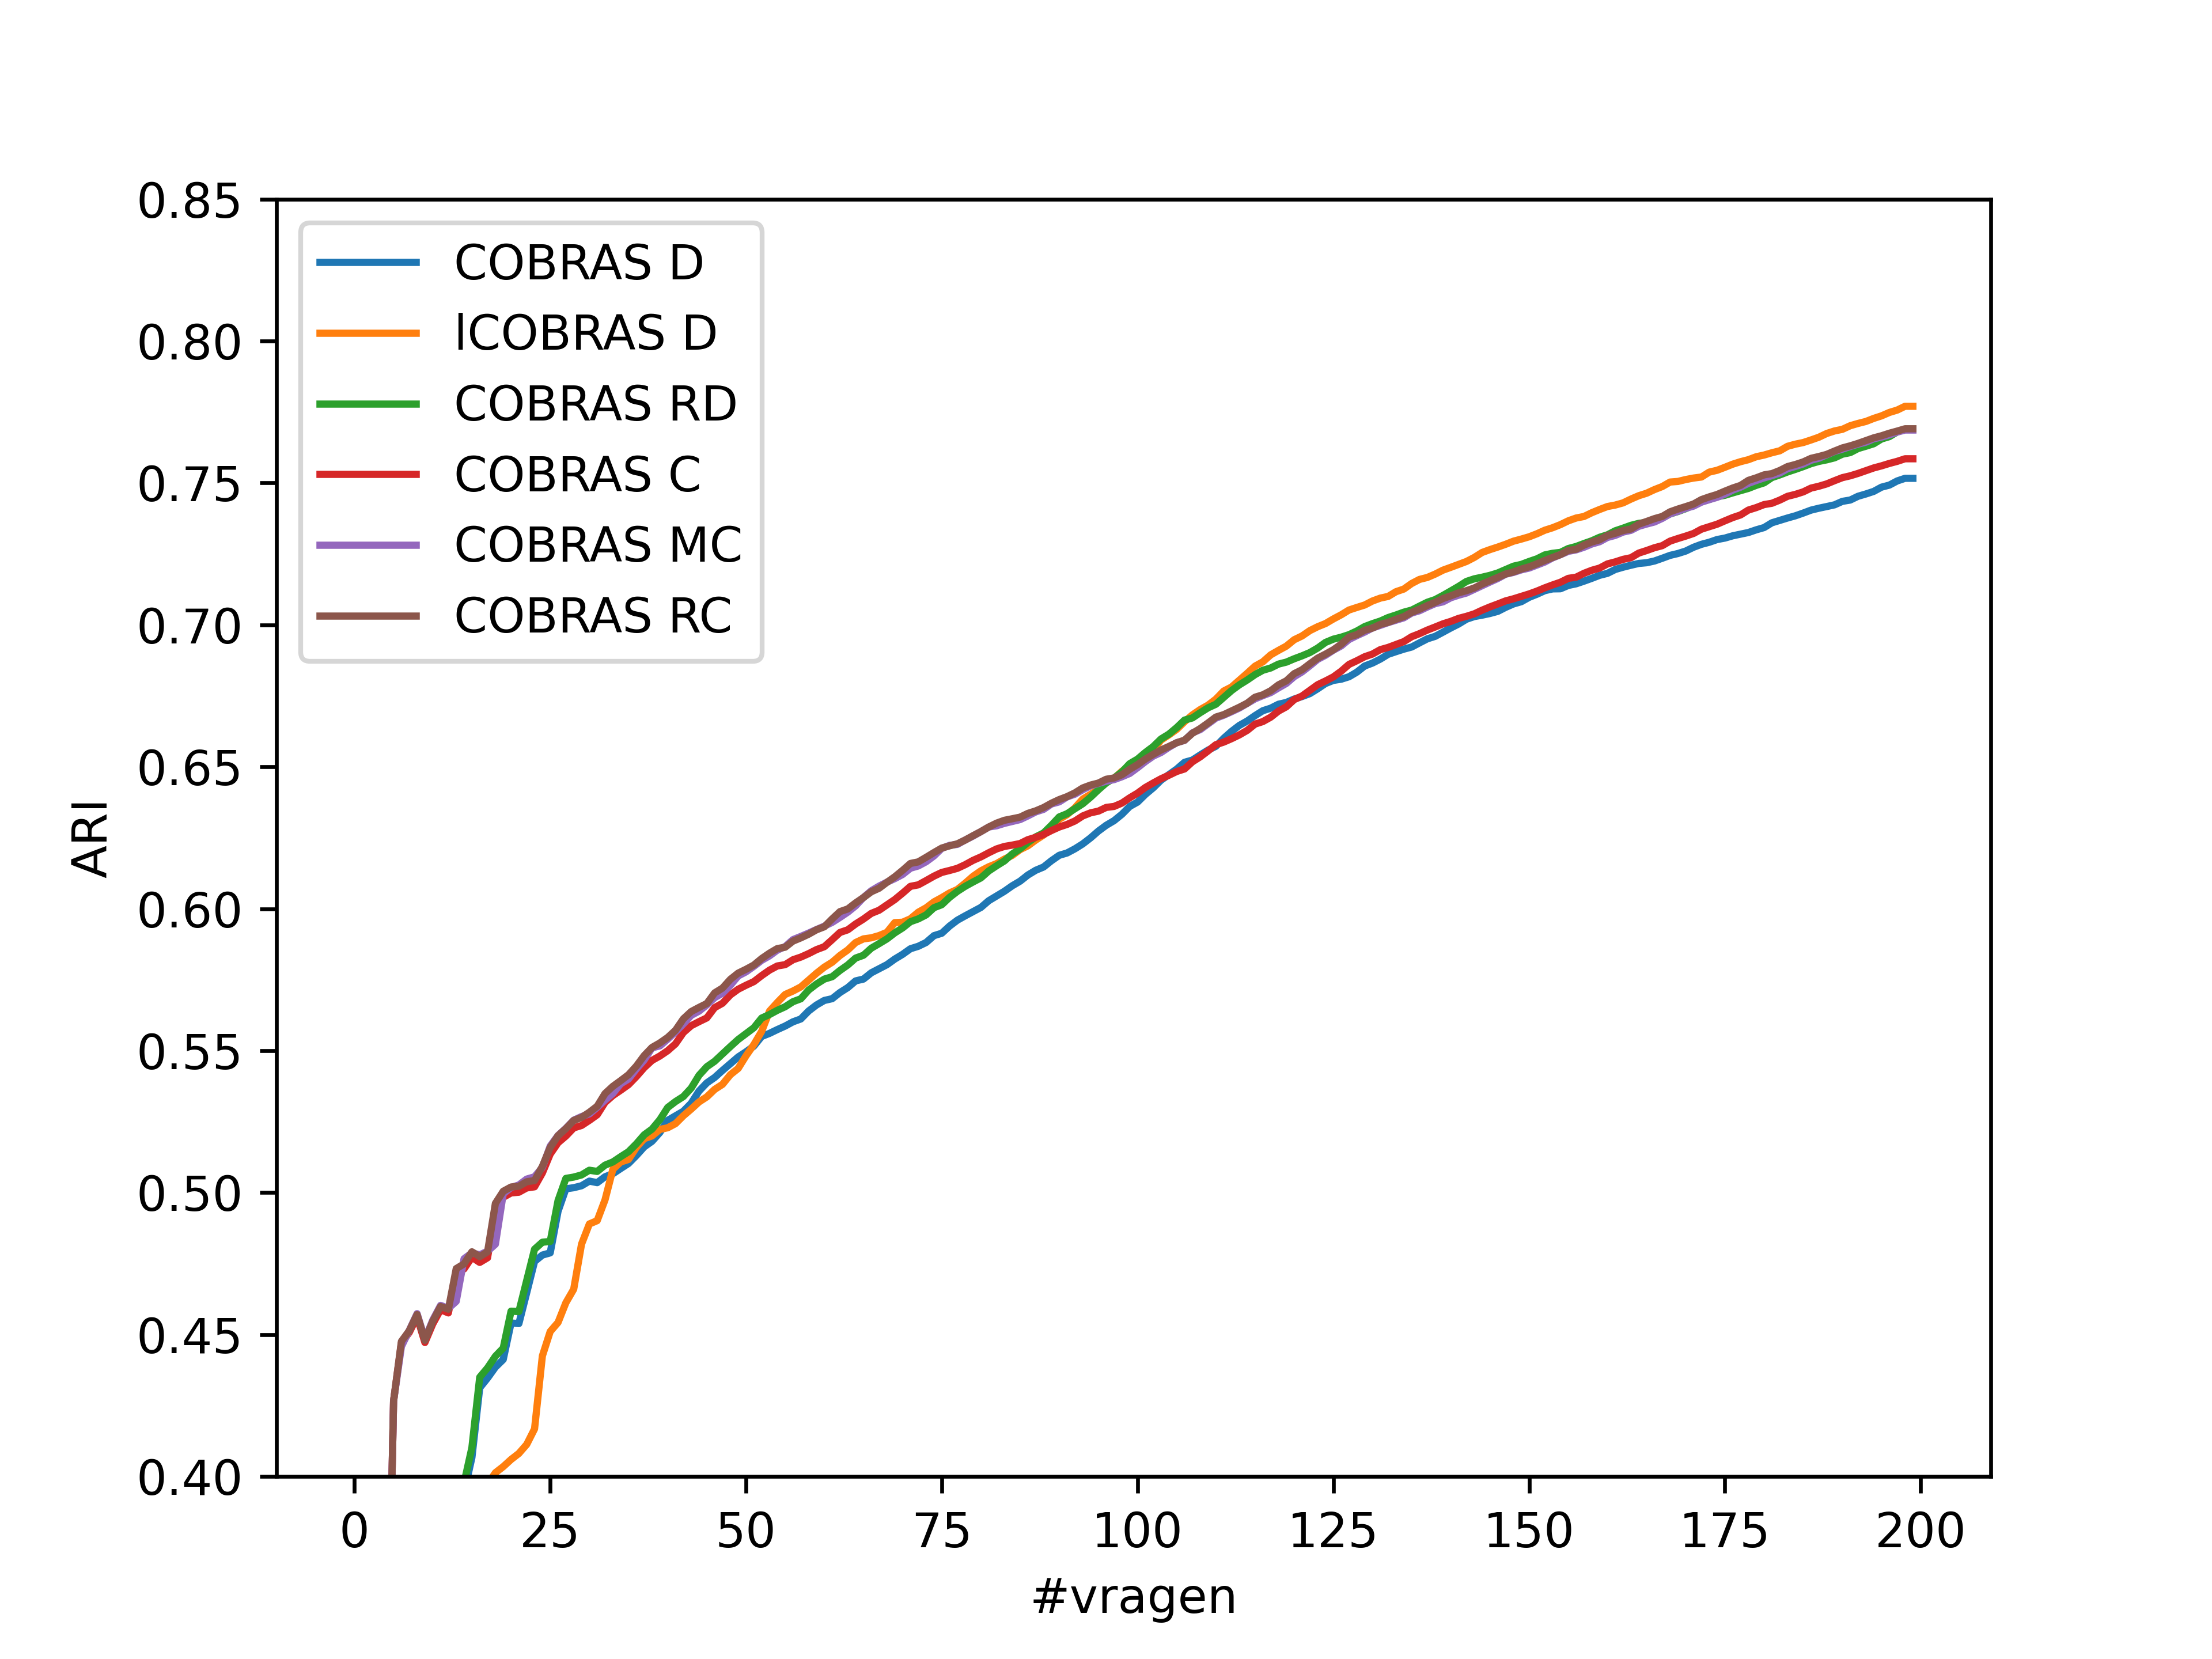 0.85
0.80
0.75
0.70
0.65
0.60
0.55
0.50
0.45
0.40
ARI
COBRAS D
lCOBRAS D
COBRAS RD
COBRAS C
COBRAS MC
COBRAS RC
0 25 50 75 100 125 150 175 200
#vragen